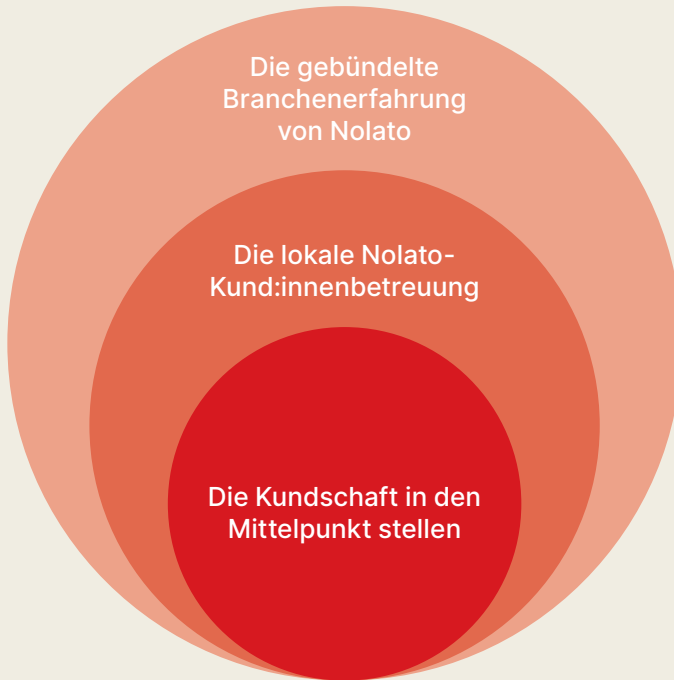 Die gebündelte
Branchenerfahrung
von Nolato
Die lokale Nolato-
Kund:innenbetreuung
Die Kundschaft in den
Mittelpunkt stellen